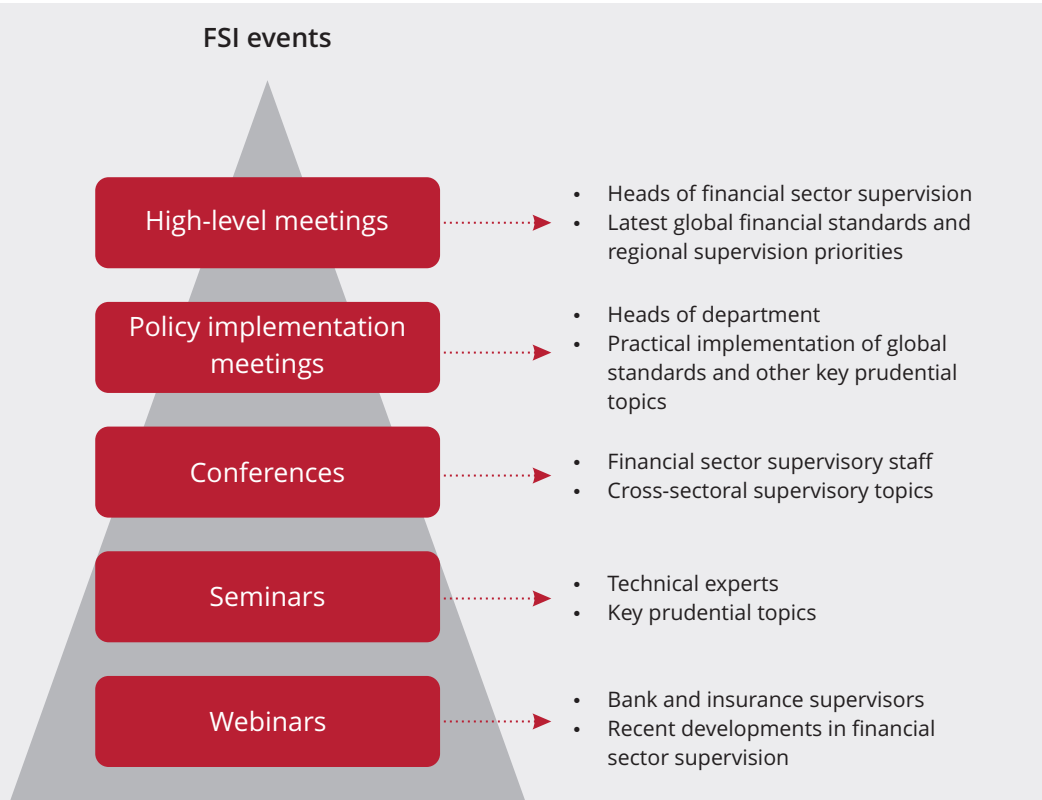 FSI events
High-level meetings
• Heads of financial sector supervision
• Latest global financial standards and
regional supervision priorities
Policy implementation
meetings
• Heads of department
• Practical implementation of global
standards and other key prudential
topics
Conferences
• Financial sector supervisory staff
• Cross-sectoral supervisory topics
Seminars
• Technical experts
• Key prudential topics
Webinars
• Bank and insurance supervisors
• Recent developments in financial
sector supervision